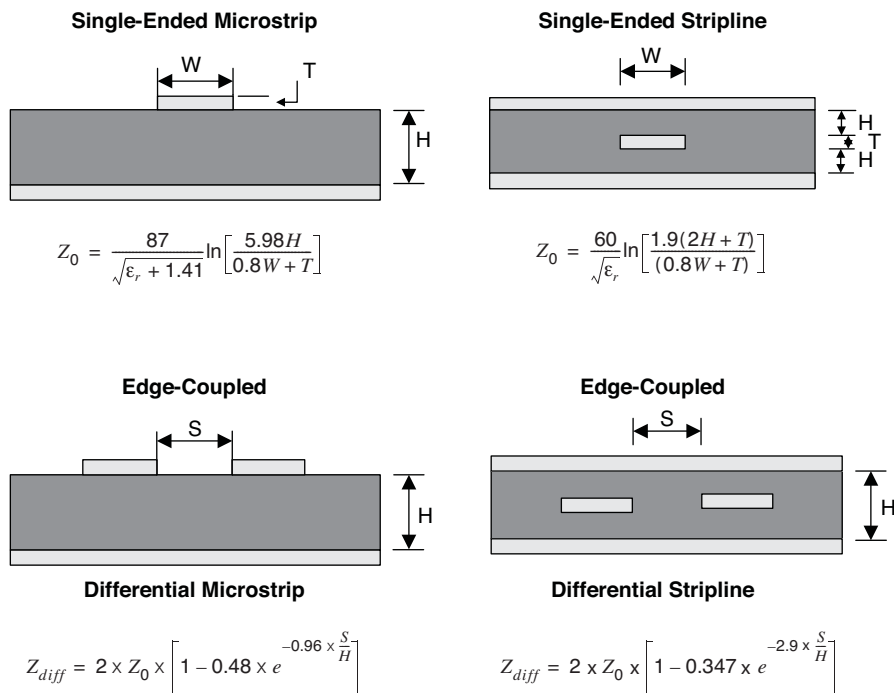 Single-Ended Microstrip
W
T
H
Z₀ = 87/√(εᵣ + 1.41) ln[5.98H/(0.8W + T)]
Single-Ended Stripline
W
H
T
H
Z₀ = 60/√εᵣ ln[1.9(2H + T)/(0.8W + T)]
Edge-Coupled
S
H
Differential Microstrip
Z_diff = 2 × Z₀ × [1 – 0.48 × e^(–0.96 × S/H)]
Edge-Coupled
S
H
Differential Stripline
Z_diff = 2 x Z₀ x [1 – 0.347 x e^(–2.9 x S/H)]